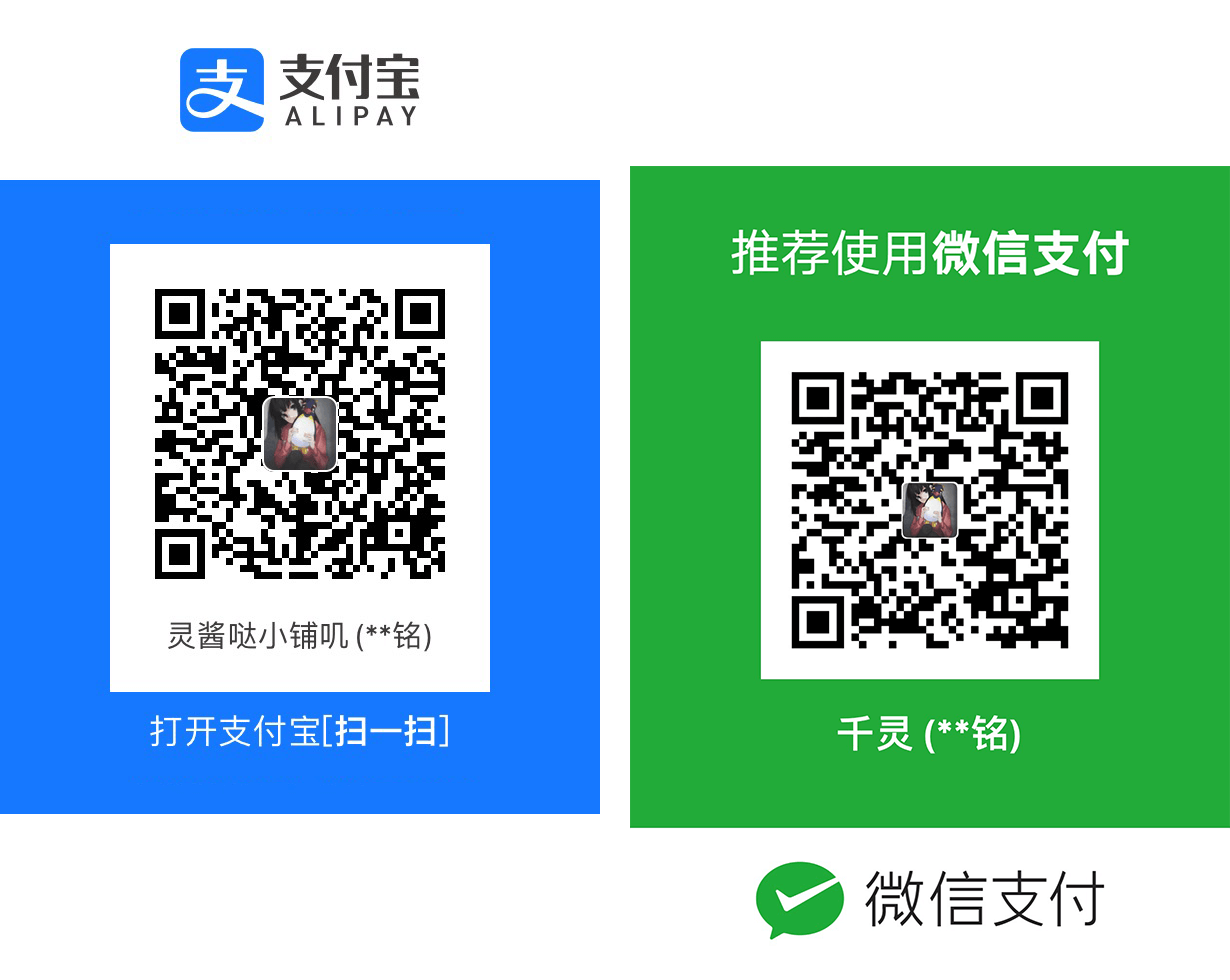 支
支付宝
ALIPAY
灵酱哒小铺叽 (**铭)
打开支付宝[扫一扫]
推荐使用微信支付
千灵 (**铭)
微信支付